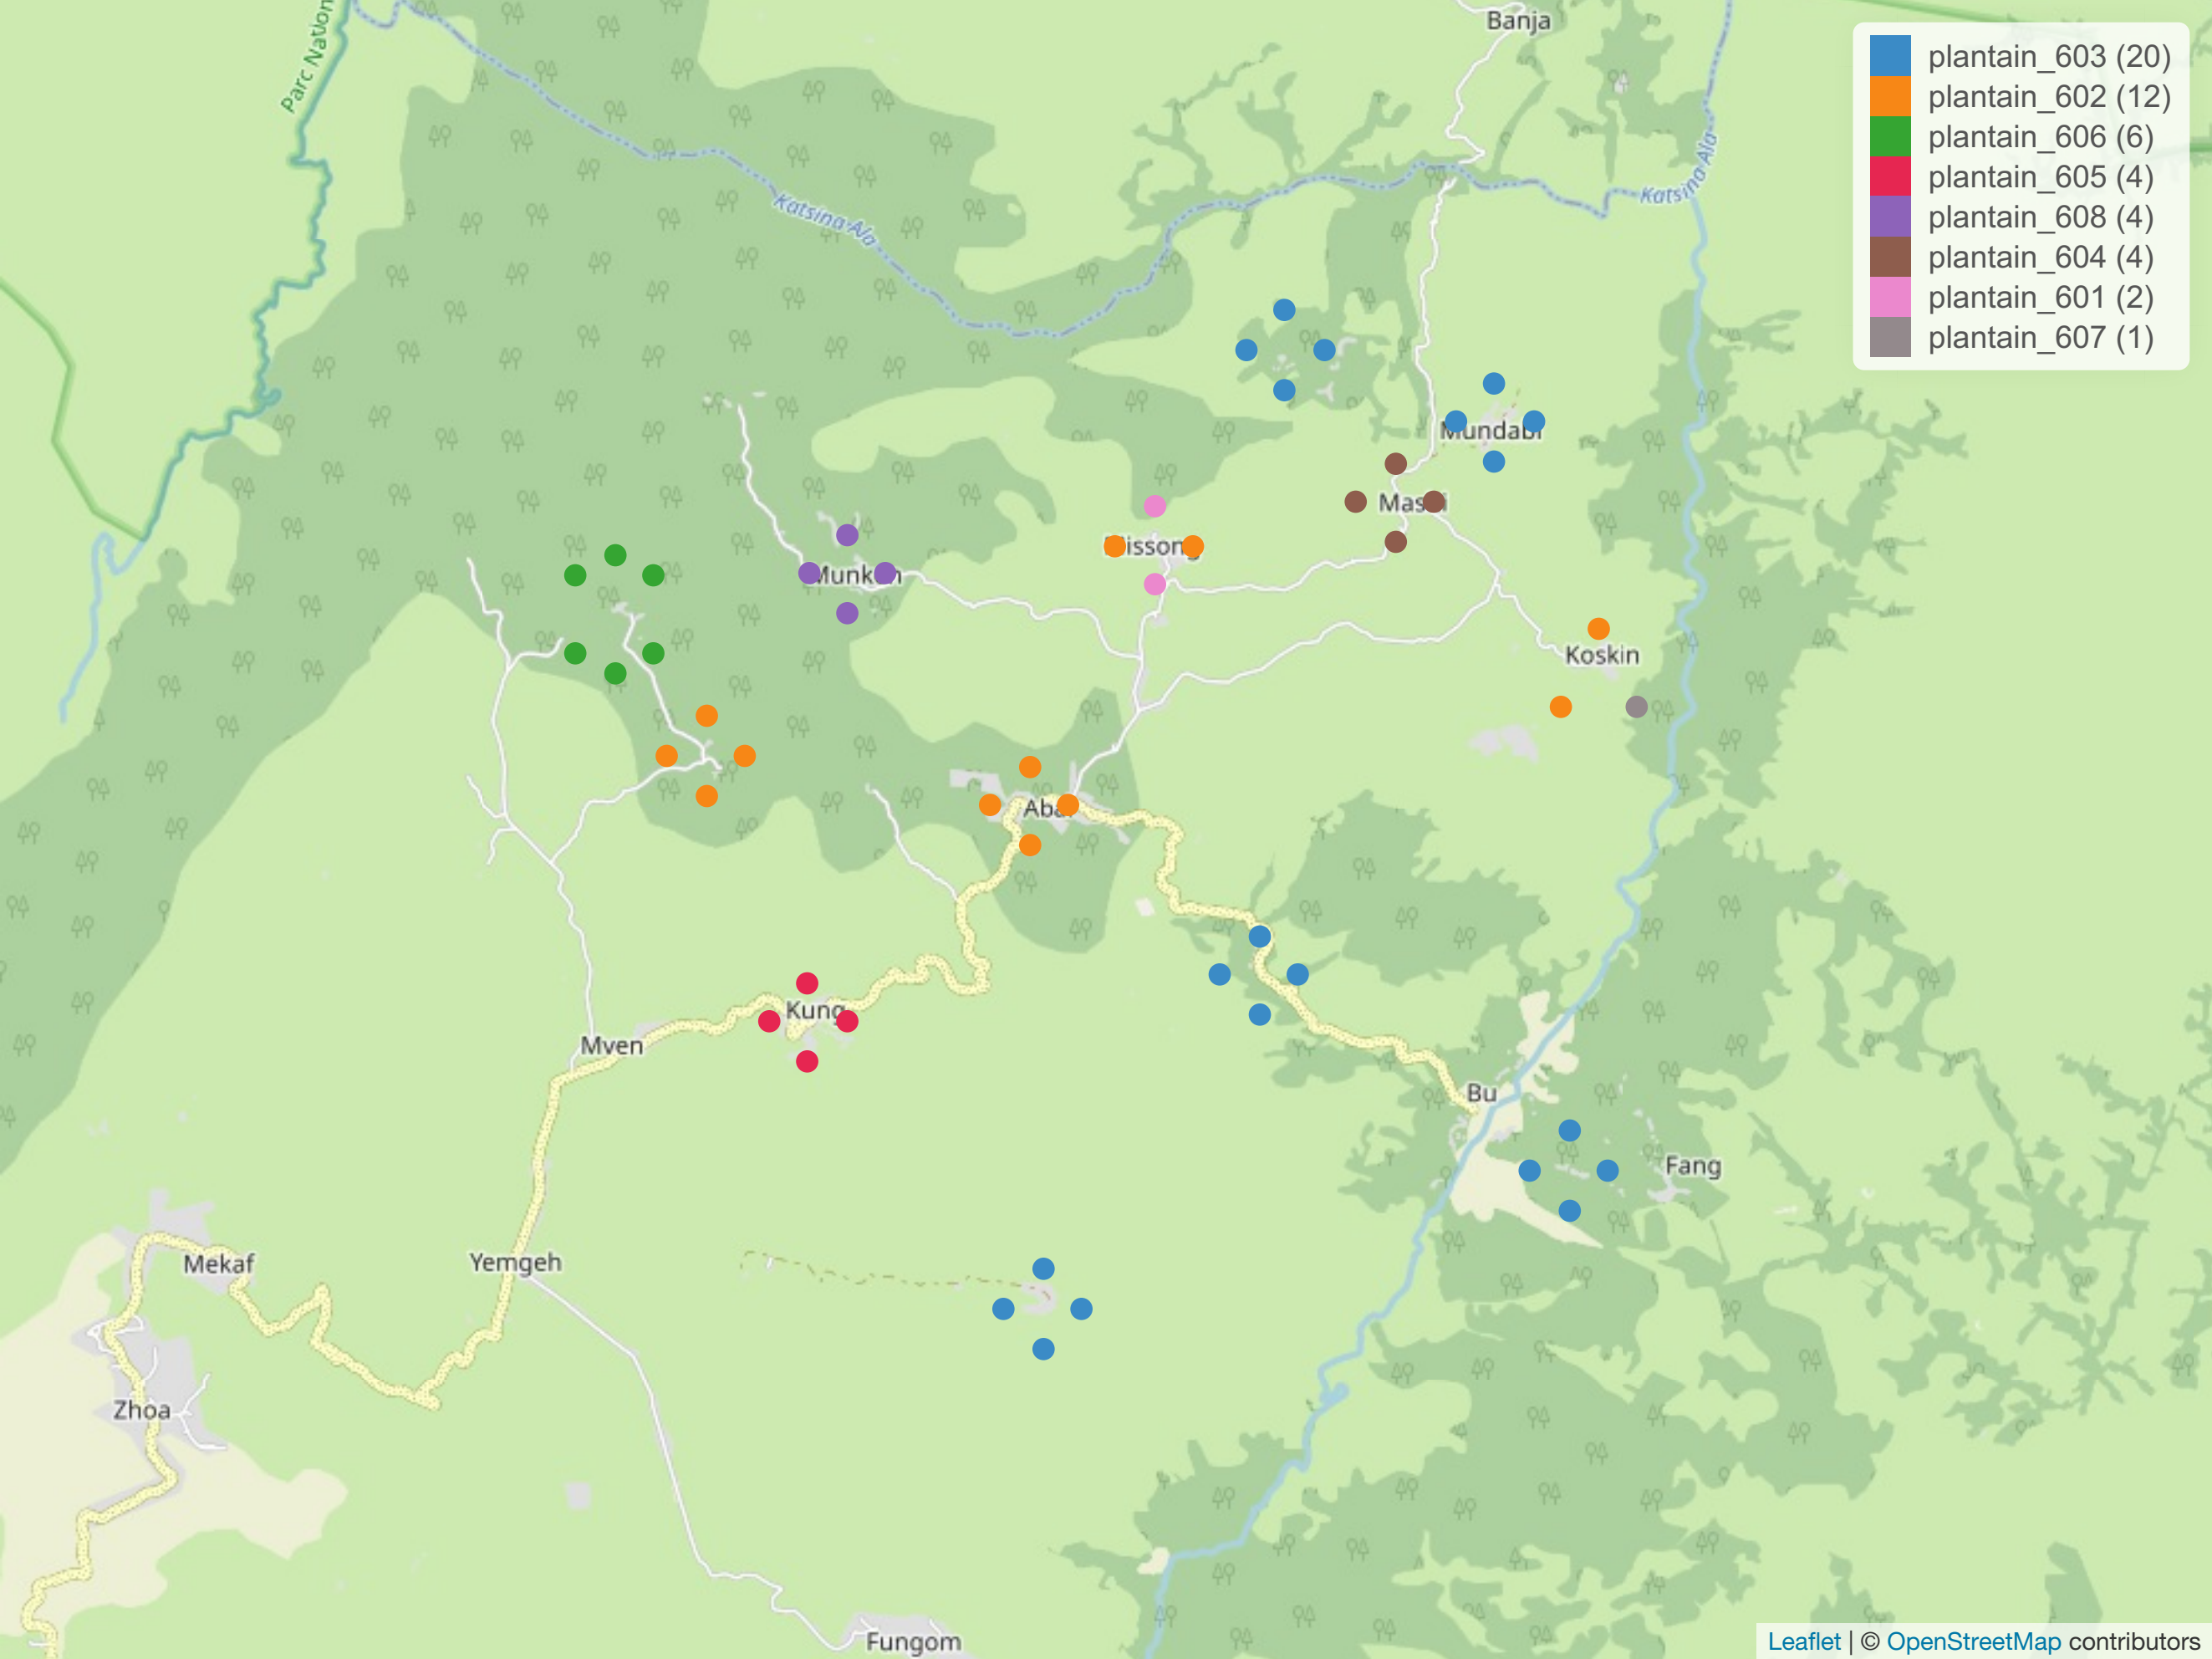 Banja
Parc Nation
plantain_603 (20)
plantain_602 (12)
plantain_606 (6)
plantain_605 (4)
plantain_608 (4)
plantain_604 (4)
plantain_601 (2)
plantain_607 (1)
Katsina Ala
Katsina Ala
Mundabi
Koskin
Kung
Mven
Bu
Fang
Mekaf
Yemgeh
Zhoa
Fungom
Leaflet | © OpenStreetMap contributors